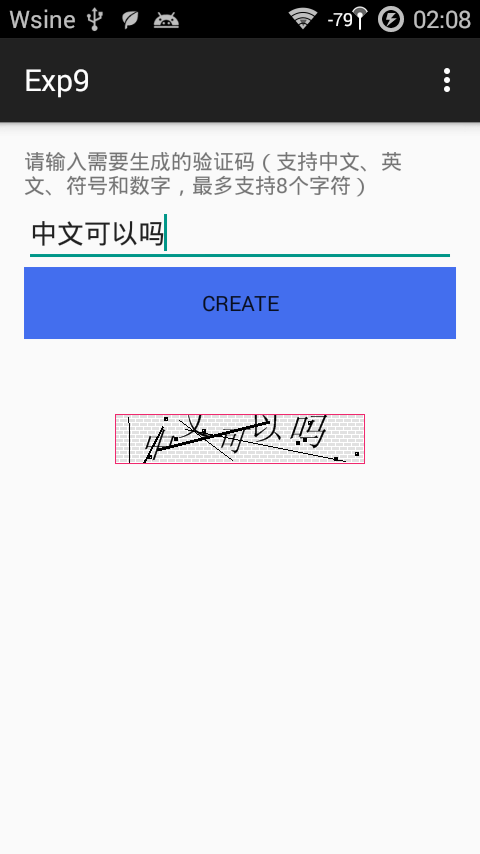 Wsine -79 02:08
Exp9
请输入需要生成的验证码（支持中文、英
文、符号和数字，最多支持8个字符）
中文可以吗
CREATE
中文可以吗